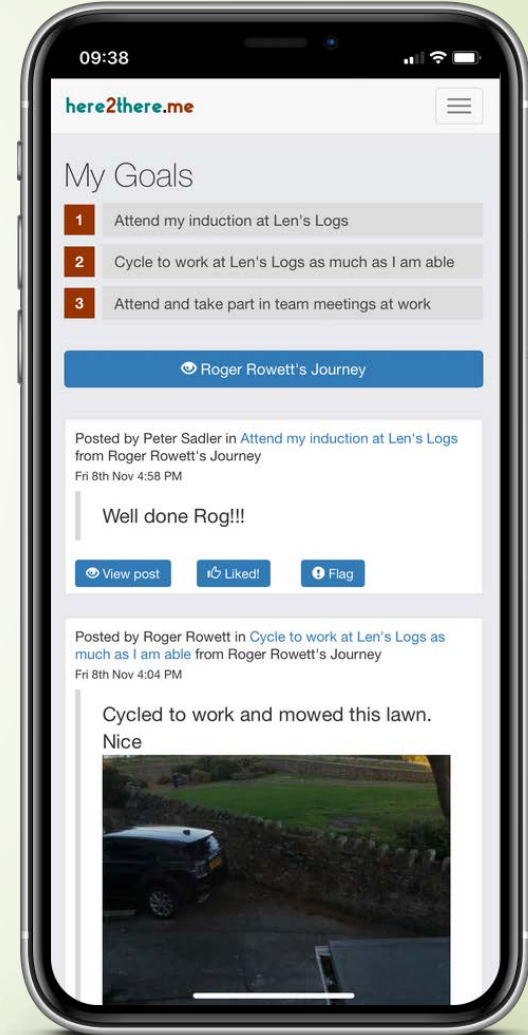 09:38
here2there.me
My Goals
1 Attend my induction at Len's Logs
2 Cycle to work at Len's Logs as much as I am able
3 Attend and take part in team meetings at work
Roger Rowett's Journey
Posted by Peter Sadler in Attend my induction at Len's Logs
from Roger Rowett's Journey
Fri 8th Nov 4:58 PM
Well done Rog!!!
View post Liked! Flag
Posted by Roger Rowett in Cycle to work at Len's Logs as
much as I am able from Roger Rowett's Journey
Fri 8th Nov 4:04 PM
Cycled to work and mowed this lawn.
Nice